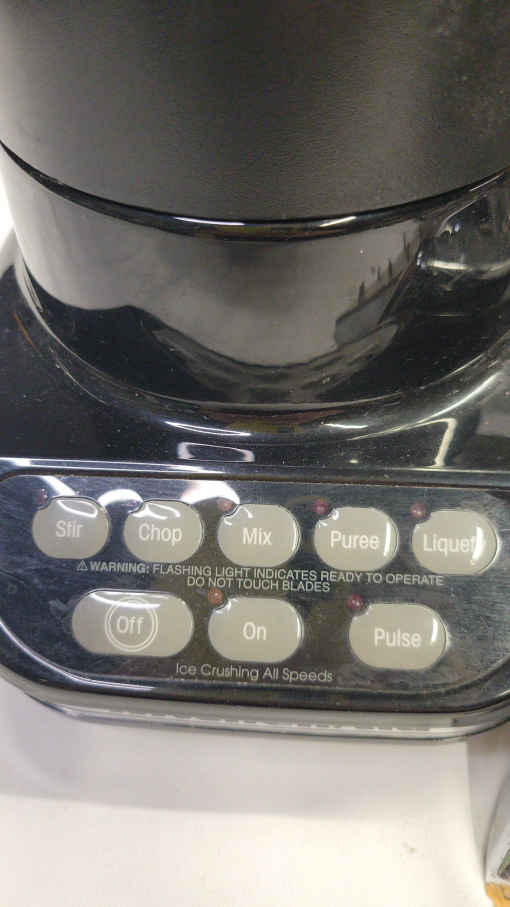 Stir Chop Mix Puree Liquefy
⚠ WARNING: FLASHING LIGHT INDICATES READY TO OPERATE
DO NOT TOUCH BLADES
Off On Pulse
Ice Crushing All Speeds